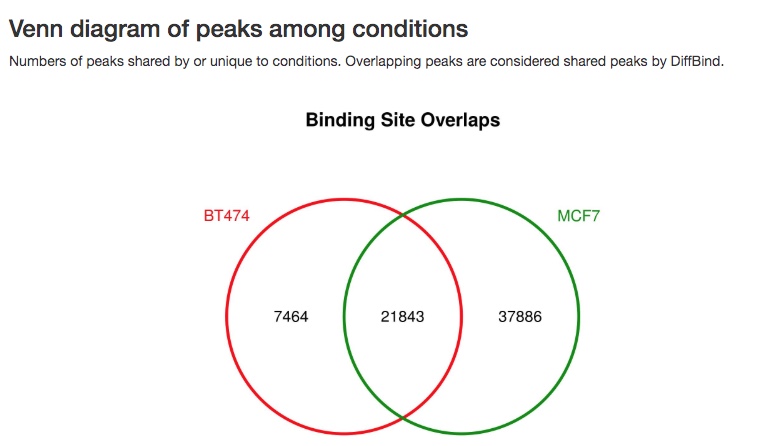 Venn diagram of peaks among conditions
Numbers of peaks shared by or unique to conditions. Overlapping peaks are considered shared peaks by DiffBind.
Binding Site Overlaps
BT474
MCF7
7464
21843
37886